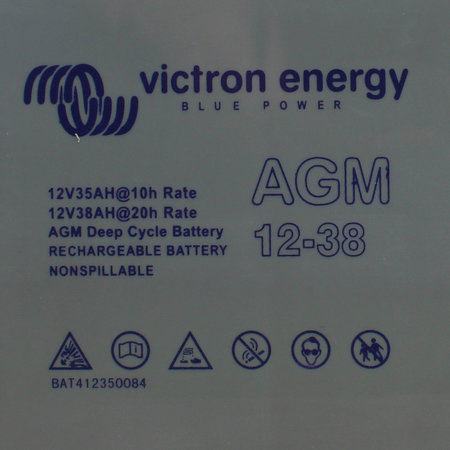 victron energy
BLUE POWER
12V35AH@10h Rate
12V38AH@20h Rate
AGM Deep Cycle Battery
RECHARGEABLE BATTERY
NONSPILLABLE
AGM
12-38
BAT412350084